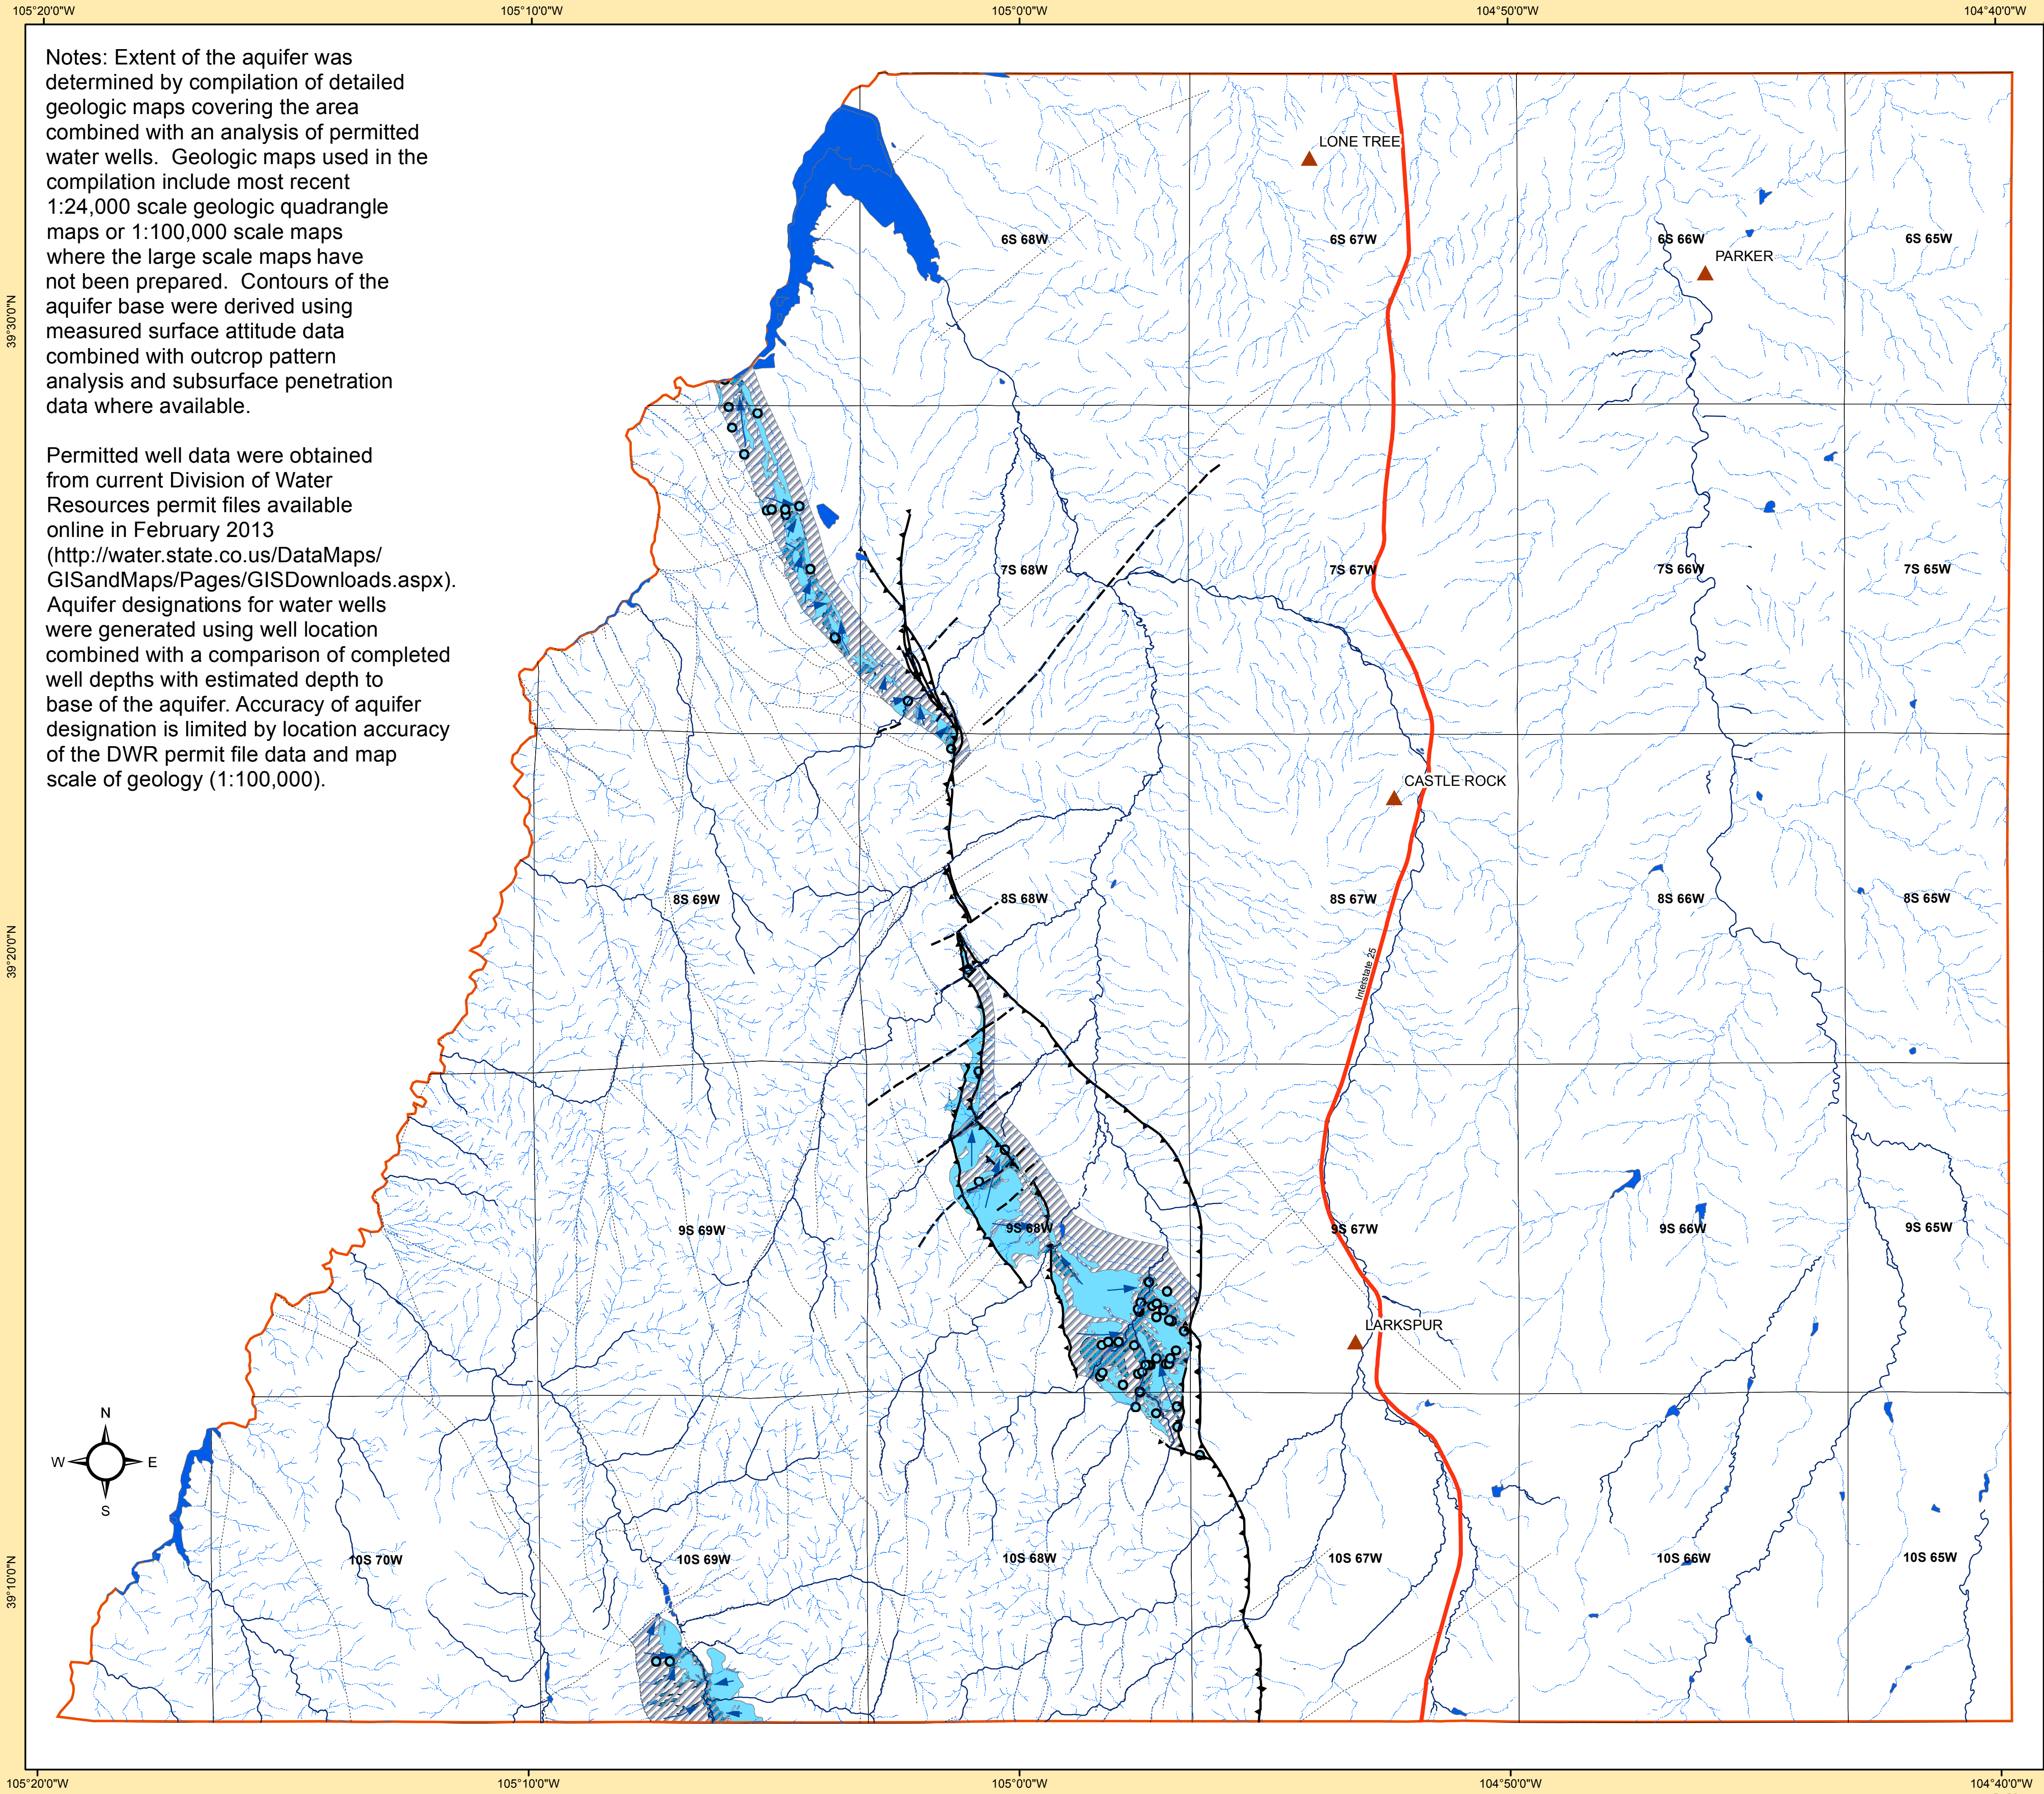 105°20'0"W 105°10'0"W 105°0'0"W 104°50'0"W 104°40'0"W
Notes: Extent of the aquifer was
determined by compilation of detailed
geologic maps covering the area
combined with an analysis of permitted
water wells.  Geologic maps used in the
compilation include most recent
1:24,000 scale geologic quadrangle
maps or 1:100,000 scale maps
where the large scale maps have
not been prepared.  Contours of the
aquifer base were derived using
measured surface attitude data
combined with outcrop pattern
analysis and subsurface penetration
data where available.
Permitted well data were obtained
from current Division of Water
Resources permit files available
online in February 2013
(http://water.state.co.us/DataMaps/
GISandMaps/Pages/GISDownloads.aspx).
Aquifer designations for water wells
were generated using well location
combined with a comparison of completed
well depths with estimated depth to
base of the aquifer. Accuracy of aquifer
designation is limited by location accuracy
of the DWR permit file data and map
scale of geology (1:100,000).
LONE TREE
6S 68W 6S 67W 6S 66W 6S 65W
PARKER
39°30'0"N
7S 68W 7S 67W 7S 66W 7S 65W
CASTLE ROCK
8S 69W 8S 68W 8S 67W 8S 66W 8S 65W
39°20'0"N
Interstate 25
9S 69W 9S 68W 9S 67W 9S 66W 9S 65W
LARKSPUR
N
W E
S
10S 70W 10S 69W 10S 68W 10S 67W 10S 66W 10S 65W
39°10'0"N
105°20'0"W 105°10'0"W 105°0'0"W 104°50'0"W 104°40'0"W